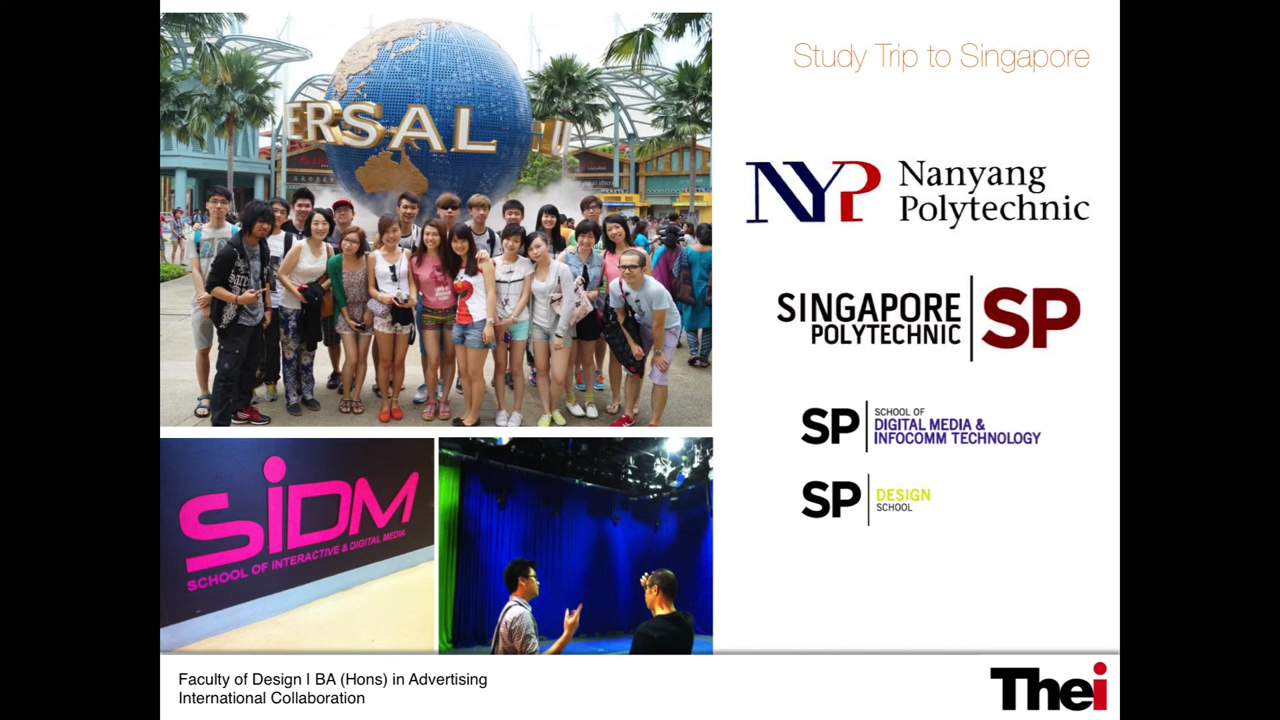 Study Trip to Singapore
ERSAL
U
NYP
Nanyang
Polytechnic
SINGAPORE
POLYTECHNIC
SP
SP
SCHOOL OF
DIGITAL MEDIA &
INFOCOMM TECHNOLOGY
SP
DESIGN
SCHOOL
SiDM
SCHOOL OF INTERACTIVE & DIGITAL MEDIA
Faculty of Design | BA (Hons) in Advertising
International Collaboration
Thei